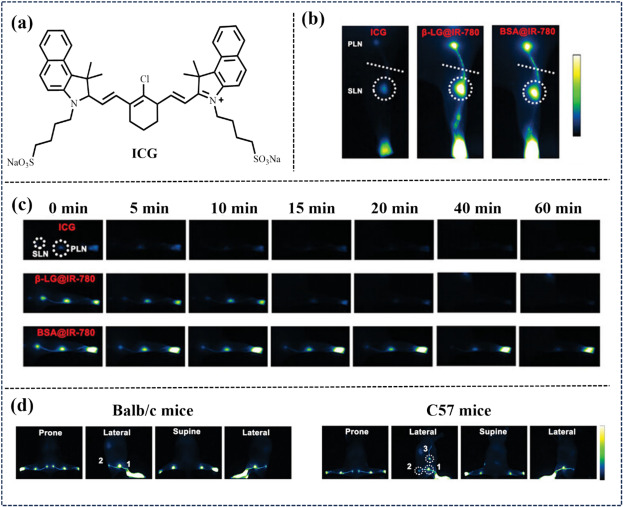 (a)
Cl
N
N+
NaO₃S
SO₃Na
ICG
(b)
ICG β-LG@IR-780 BSA@IR-780
PLN
SLN
(c)
0 min 5 min 10 min 15 min 20 min 40 min 60 min
ICG
SLN PLN
β-LG@IR-780
BSA@IR-780
(d)
Balb/c mice C57 mice
Prone Lateral Supine Lateral Prone Lateral Supine Lateral
2 1
3
2 1